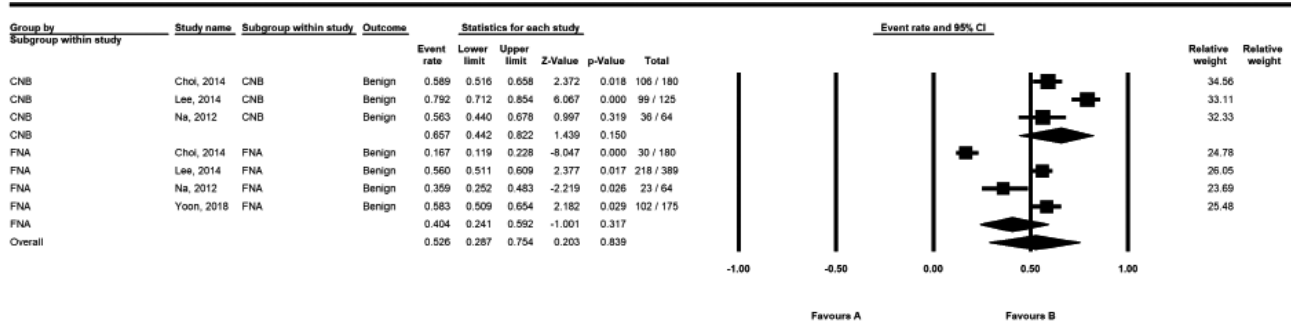 Group by Study name Subgroup within study Outcome Statistics for each study Event rate and 95% CI
Subgroup within study
Event Lower Upper Relative Relative
rate limit limit Z-Value p-Value Total weight weight
CNB Choi, 2014 CNB Benign 0.589 0.516 0.658 2.372 0.018 106 / 180 34.56
CNB Lee, 2014 CNB Benign 0.792 0.712 0.854 6.067 0.000 99 / 125 33.11
CNB Na, 2012 CNB Benign 0.563 0.440 0.678 0.997 0.319 36 / 64 32.33
CNB 0.657 0.442 0.822 1.439 0.150
FNA Choi, 2014 FNA Benign 0.167 0.119 0.228 -8.047 0.000 30 / 180 24.78
FNA Lee, 2014 FNA Benign 0.560 0.511 0.609 2.377 0.017 218 / 389 26.05
FNA Na, 2012 FNA Benign 0.359 0.252 0.483 -2.219 0.026 23 / 64 23.69
FNA Yoon, 2018 FNA Benign 0.583 0.509 0.654 2.182 0.029 102 / 175 25.48
FNA 0.404 0.241 0.592 -1.001 0.317
Overall 0.526 0.287 0.754 0.203 0.839
-1.00 -0.50 0.00 0.50 1.00
Favours A Favours B